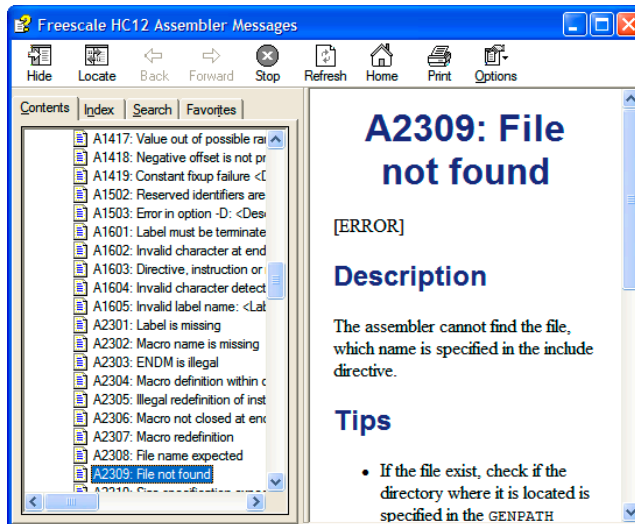 Freescale HC12 Assembler Messages
Hide Locate Back Forward Stop Refresh Home Print Options
Contents Index Search Favorites
A1417: Value out of possible rar
A1418: Negative offset is not pr
A1419: Constant fixup failure <D
A1502: Reserved identifiers are
A1503: Error in option -D: <Des
A1601: Label must be terminate
A1602: Invalid character at end
A1603: Directive, instruction or
A1604: Invalid character detect
A1605: Invalid label name: <Lab
A2301: Label is missing
A2302: Macro name is missing
A2303: ENDM is illegal
A2304: Macro definition within d
A2305: Illegal redefinition of inst
A2306: Macro not closed at end
A2307: Macro redefinition
A2308: File name expected
A2309: File not found
A2309: File
not found
[ERROR]
Description
The assembler cannot find the file,
which name is specified in the include
directive.
Tips
• If the file exist, check if the
directory where it is located is
specified in the GENPATH